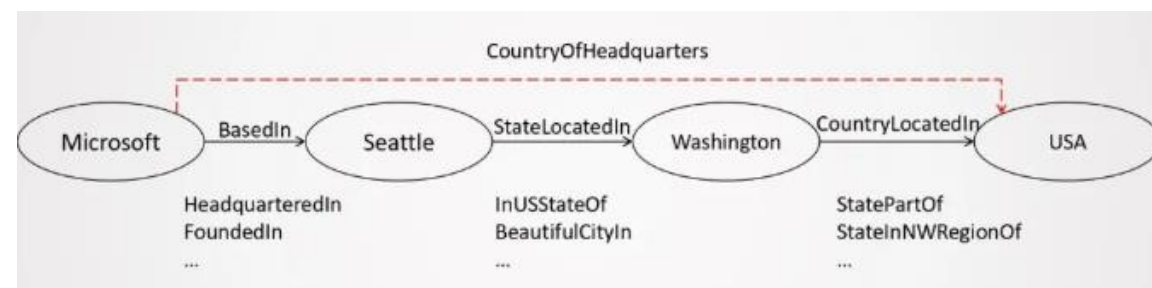 CountryOfHeadquarters
Microsoft
BasedIn
Seattle
StateLocatedIn
Washington
CountryLocatedIn
USA
HeadquarteredIn
FoundedIn
...
InUSStateOf
BeautifulCityIn
...
StatePartOf
StateInNWRegionOf
...